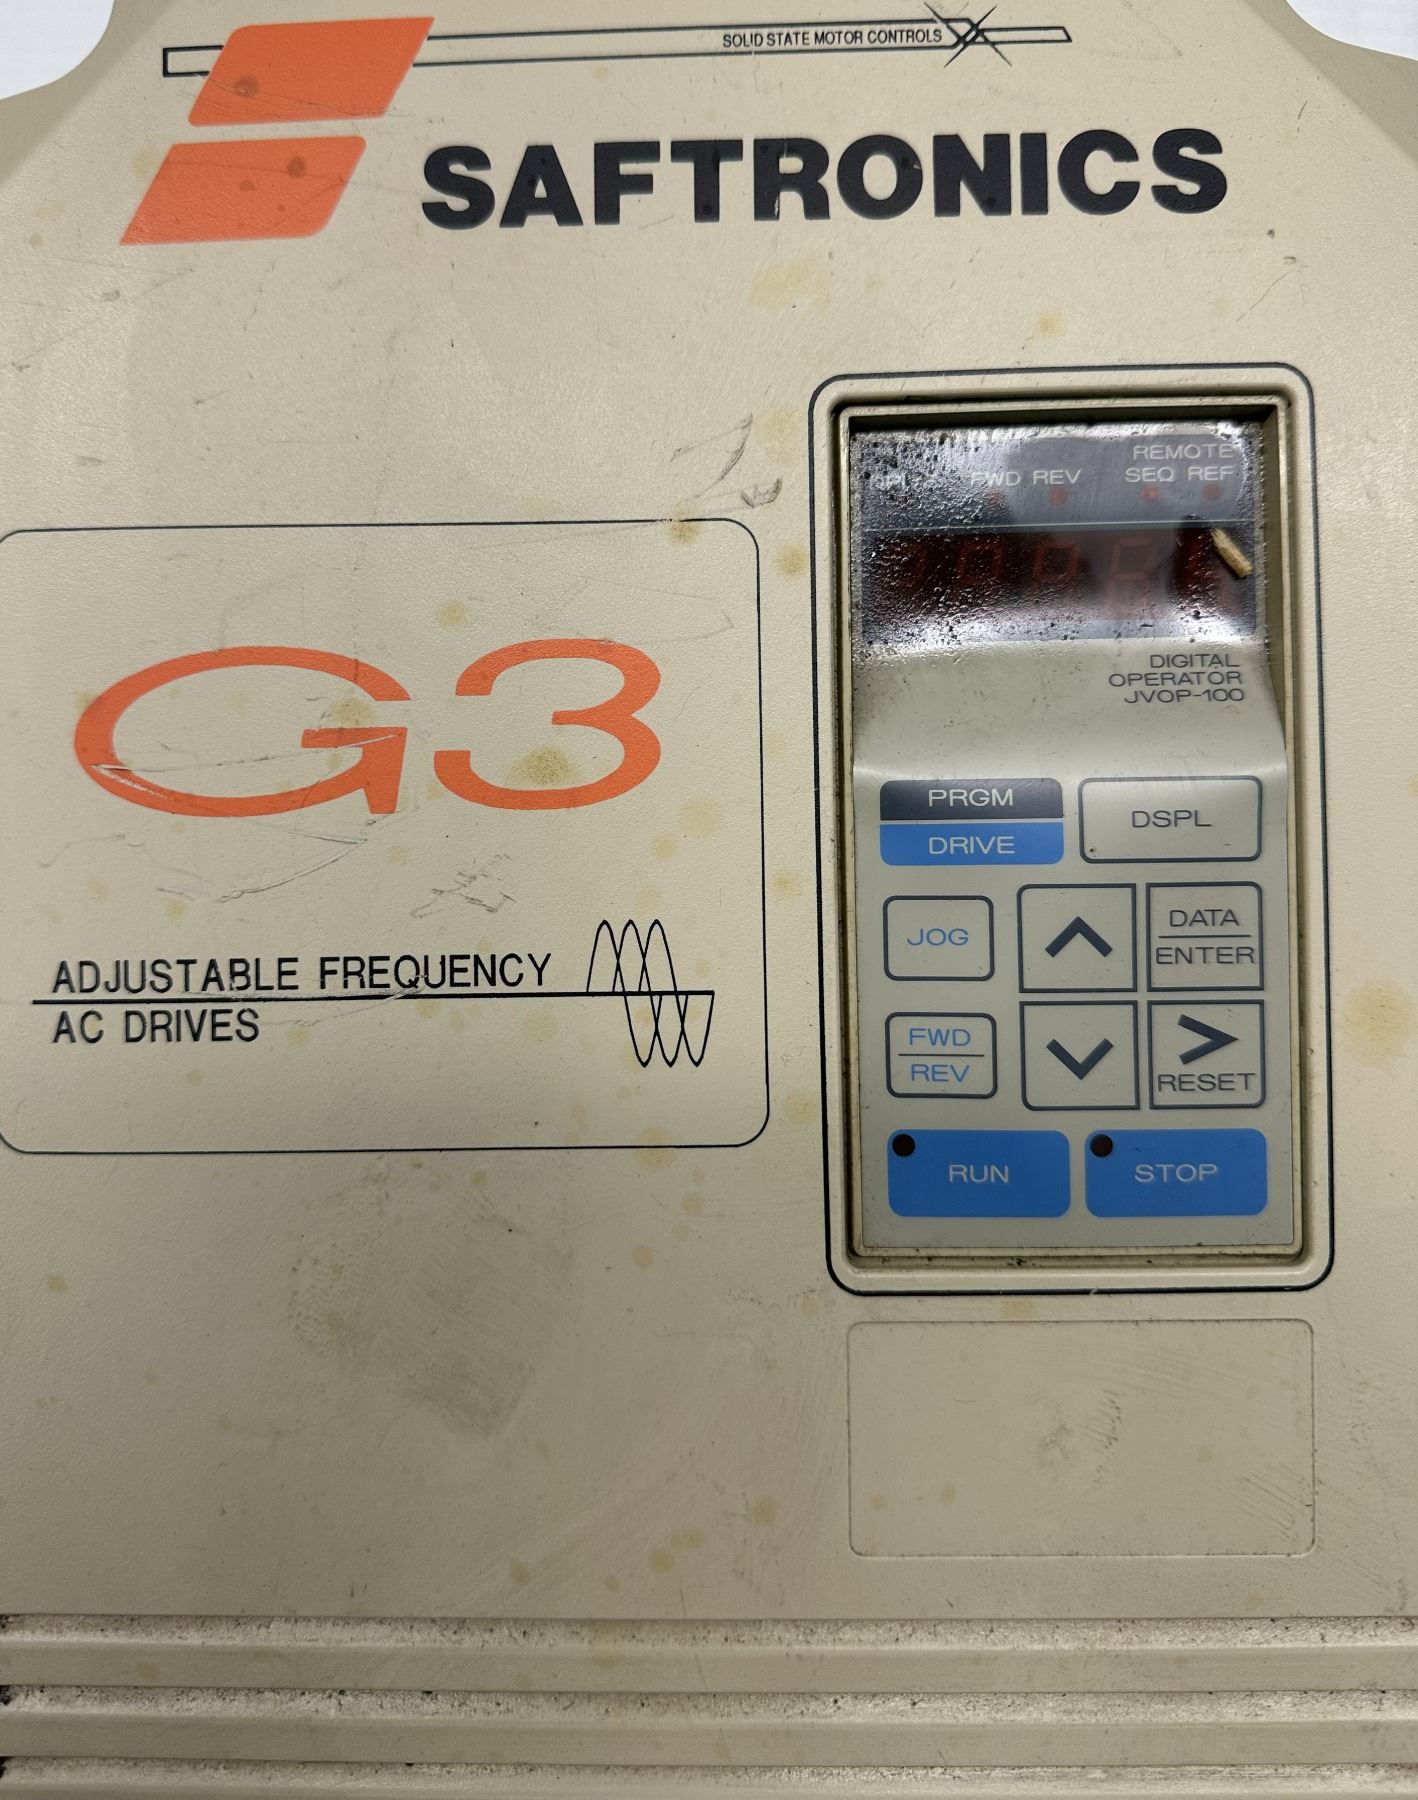 SOLID STATE MOTOR CONTROLS
SAFTRONICS
REMOTE
FWD REV SEQ REF
DIGITAL
OPERATOR
JVOP-100
G3
PRGM
DRIVE
DSPL
JOG
DATA
ENTER
ADJUSTABLE FREQUENCY
AC DRIVES
FWD
REV
RESET
RUN
STOP